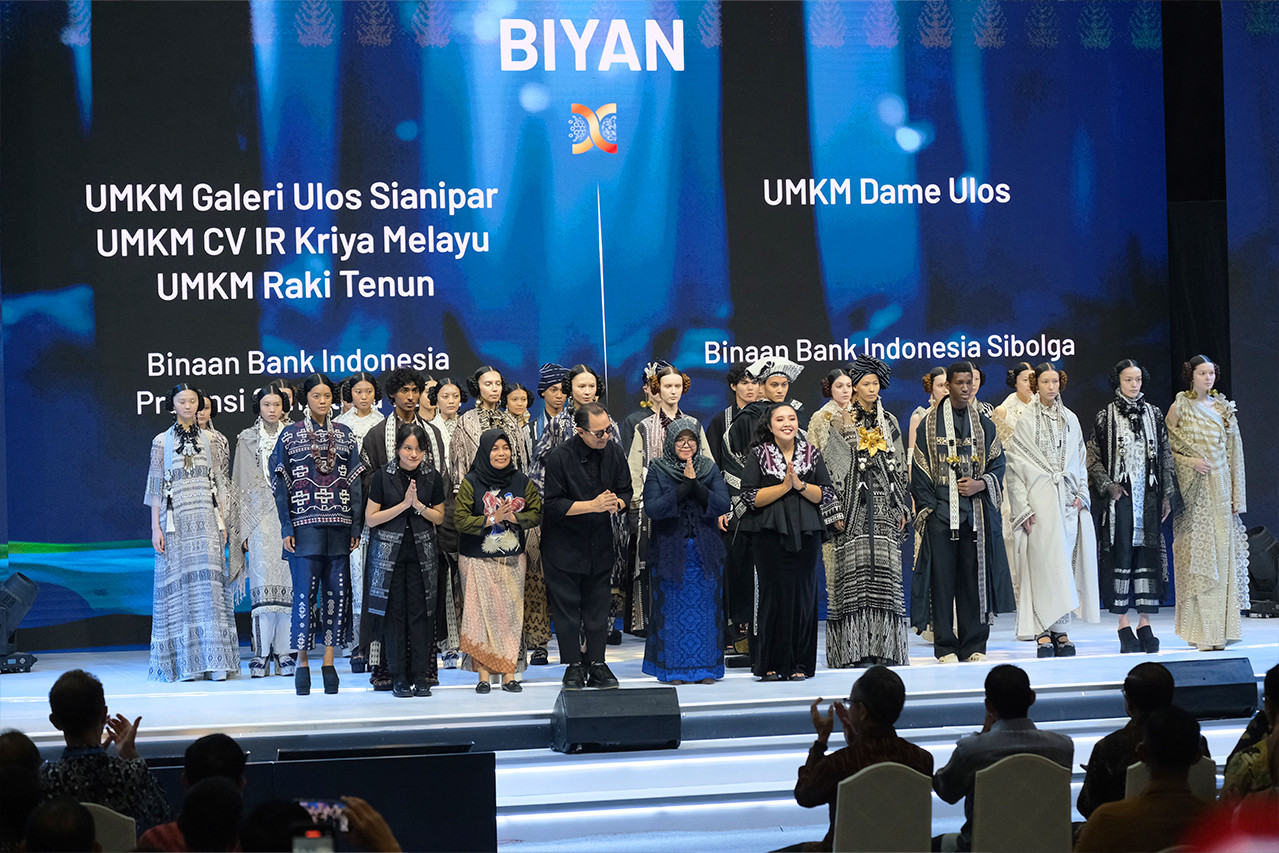 BIYAN
UMKM Galeri Ulos Sianipar
UMKM CV IR Kriya Melayu
UMKM Raki Tenun
Binaan Bank Indonesia
UMKM Dame Ulos
Binaan Bank Indonesia Sibolga